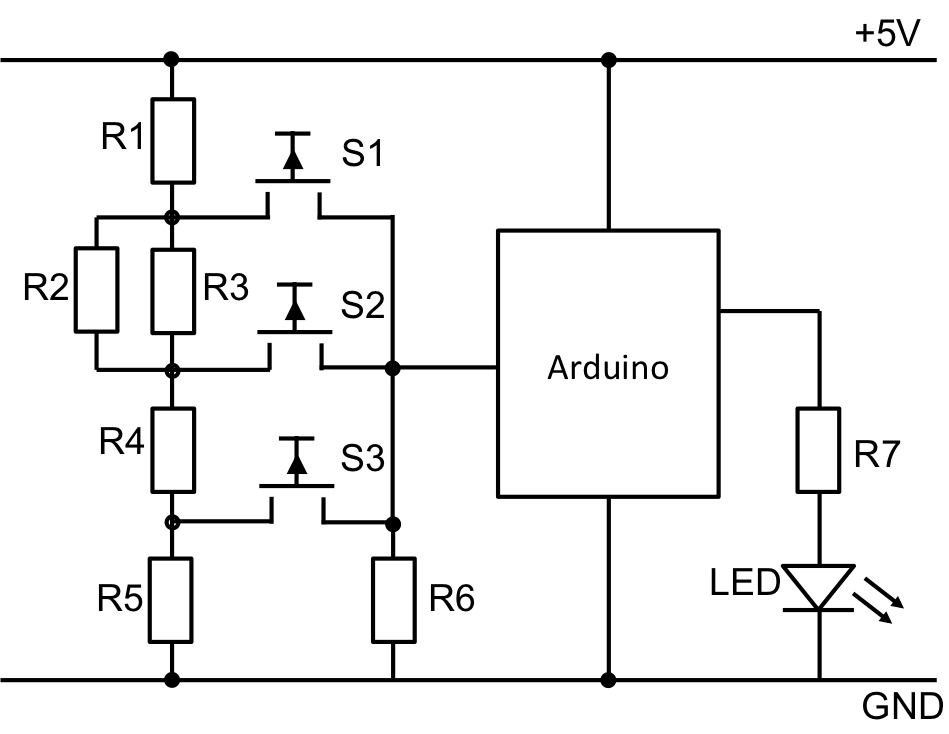 +5V
R1
S1
R2
R3
S2
Arduino
R4
S3
R7
R5
R6
LED
GND